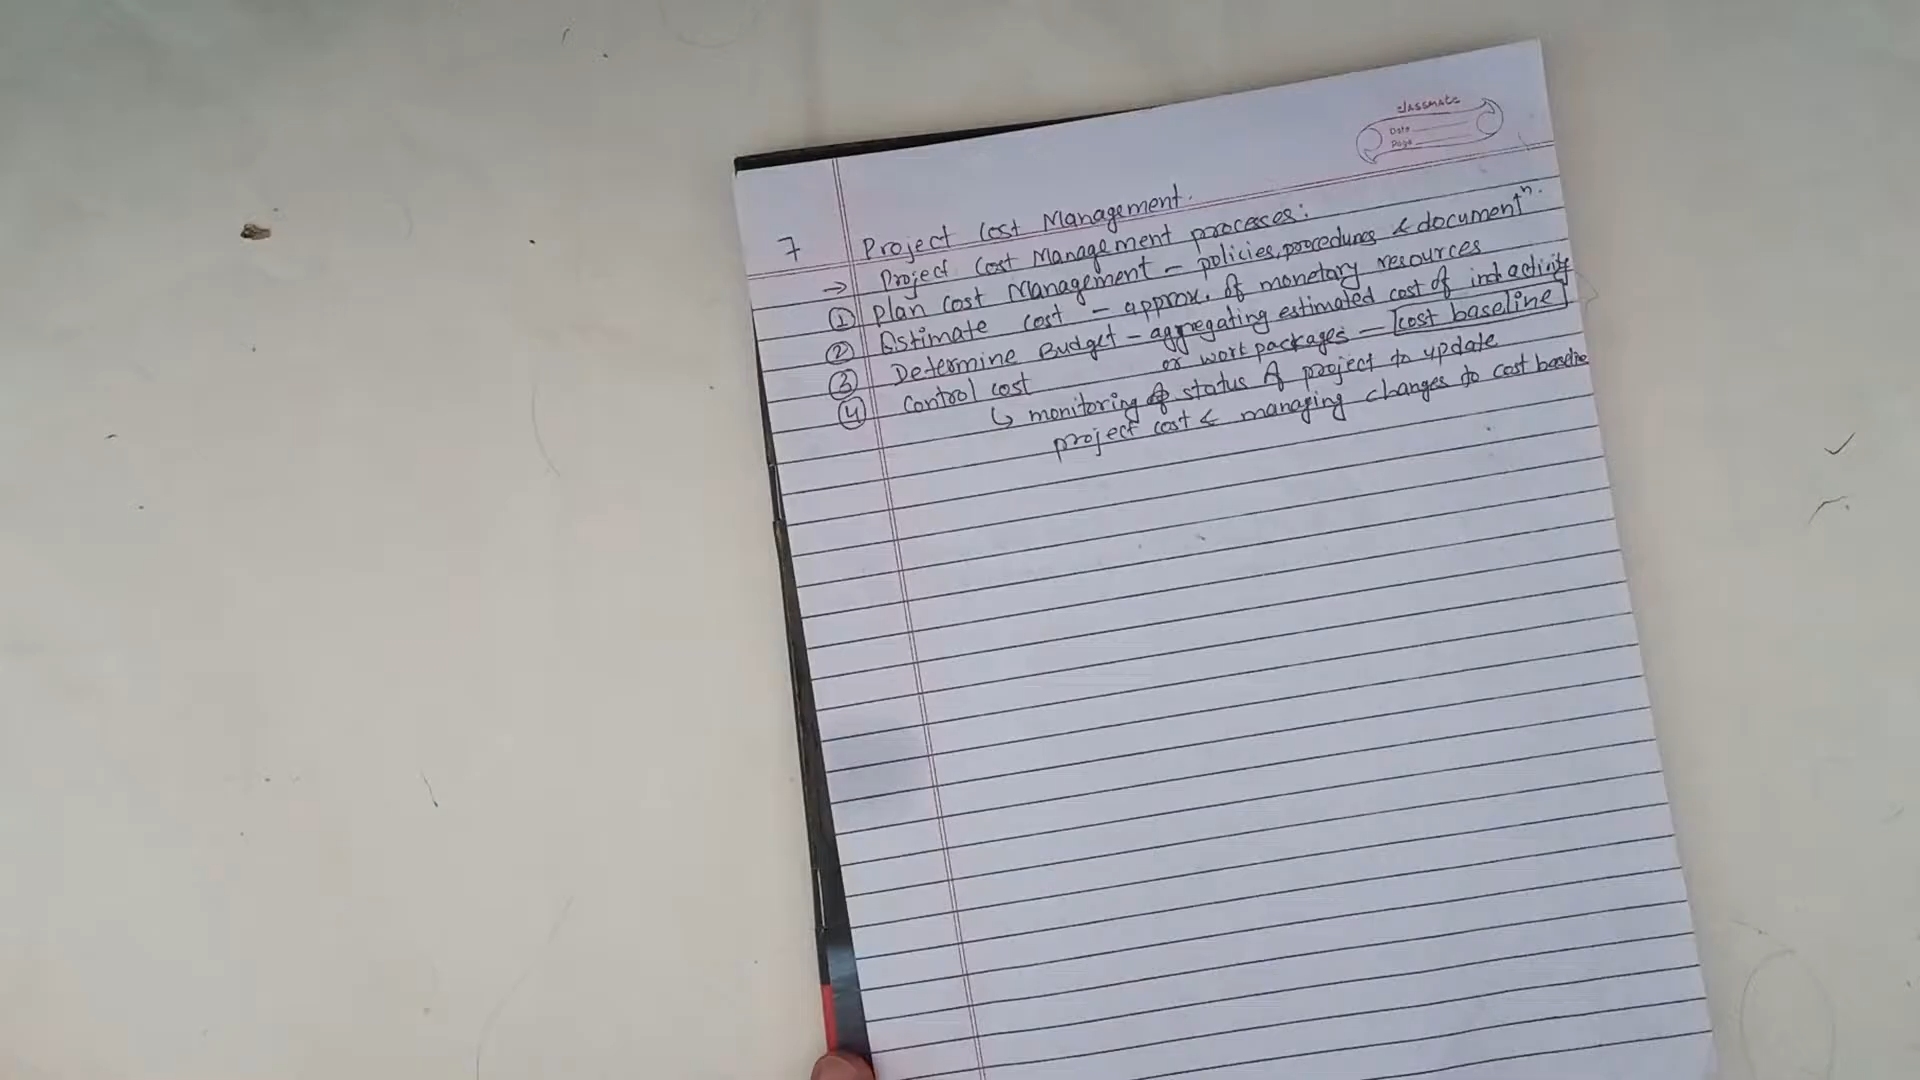 classmate
Date
Page
7 Project Cost Management.
→ Project Cost Management processes:
① Plan Cost Management – policies, procedures & documentⁿ.
② Estimate cost – approx. of monetary resources
③ Determine Budget – aggregating estimated cost of ind activity
or work packages – cost baseline
④ Control cost
↳ monitoring status of project to update
project cost & managing changes to cost baseline